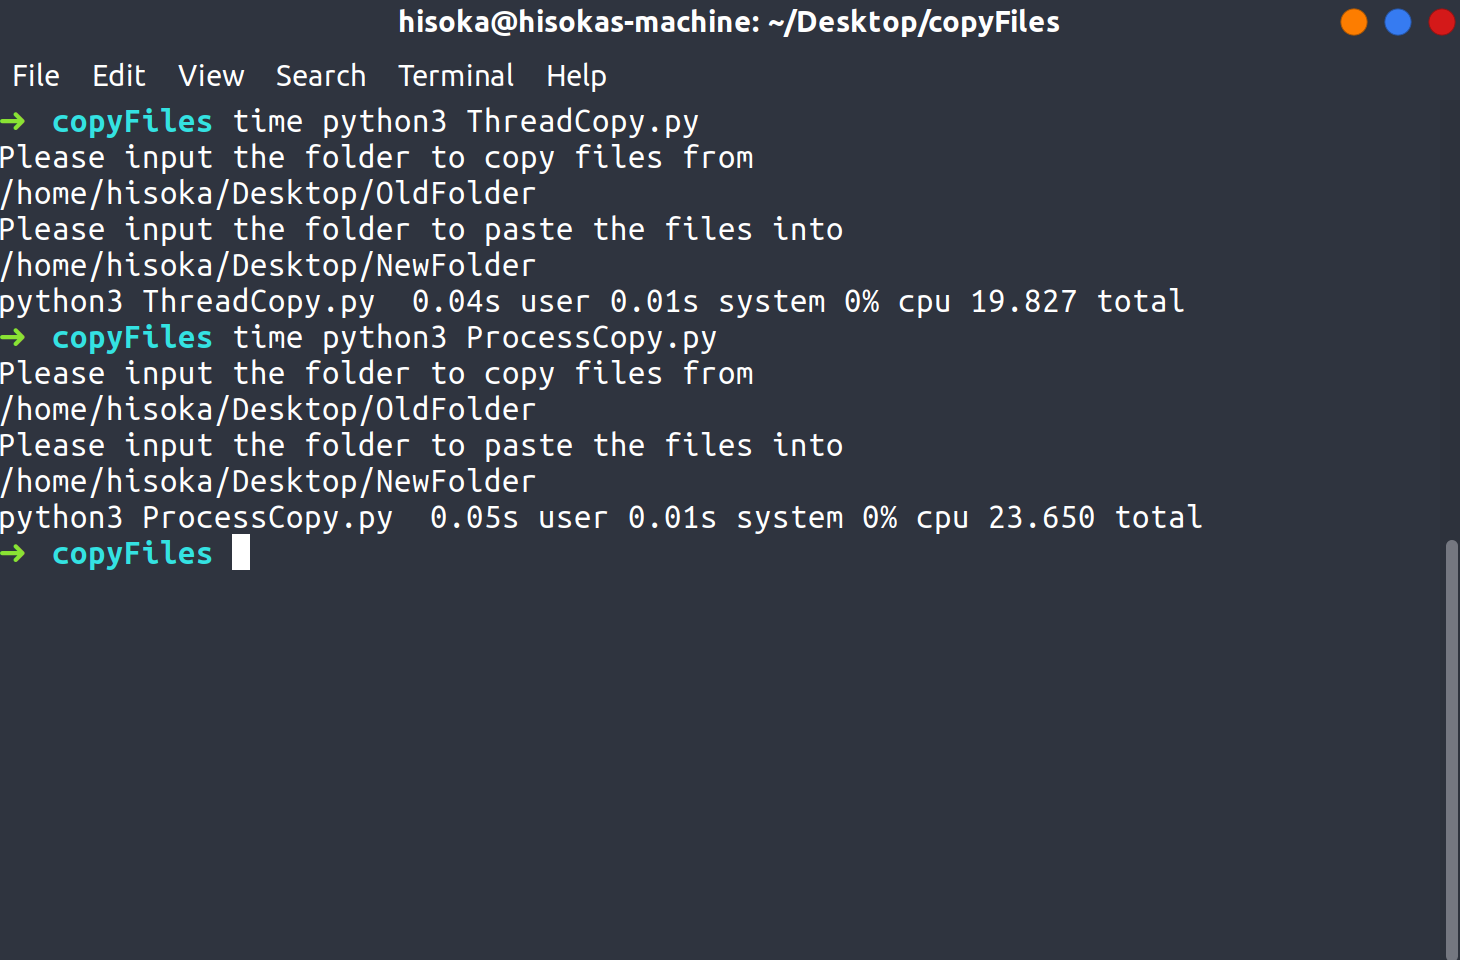 hisoka@hisokas-machine: ~/Desktop/copyFiles
File Edit View Search Terminal Help
➜ copyFiles time python3 ThreadCopy.py
Please input the folder to copy files from
/home/hisoka/Desktop/OldFolder
Please input the folder to paste the files into
/home/hisoka/Desktop/NewFolder
python3 ThreadCopy.py  0.04s user 0.01s system 0% cpu 19.827 total
➜ copyFiles time python3 ProcessCopy.py
Please input the folder to copy files from
/home/hisoka/Desktop/OldFolder
Please input the folder to paste the files into
/home/hisoka/Desktop/NewFolder
python3 ProcessCopy.py  0.05s user 0.01s system 0% cpu 23.650 total
➜ copyFiles